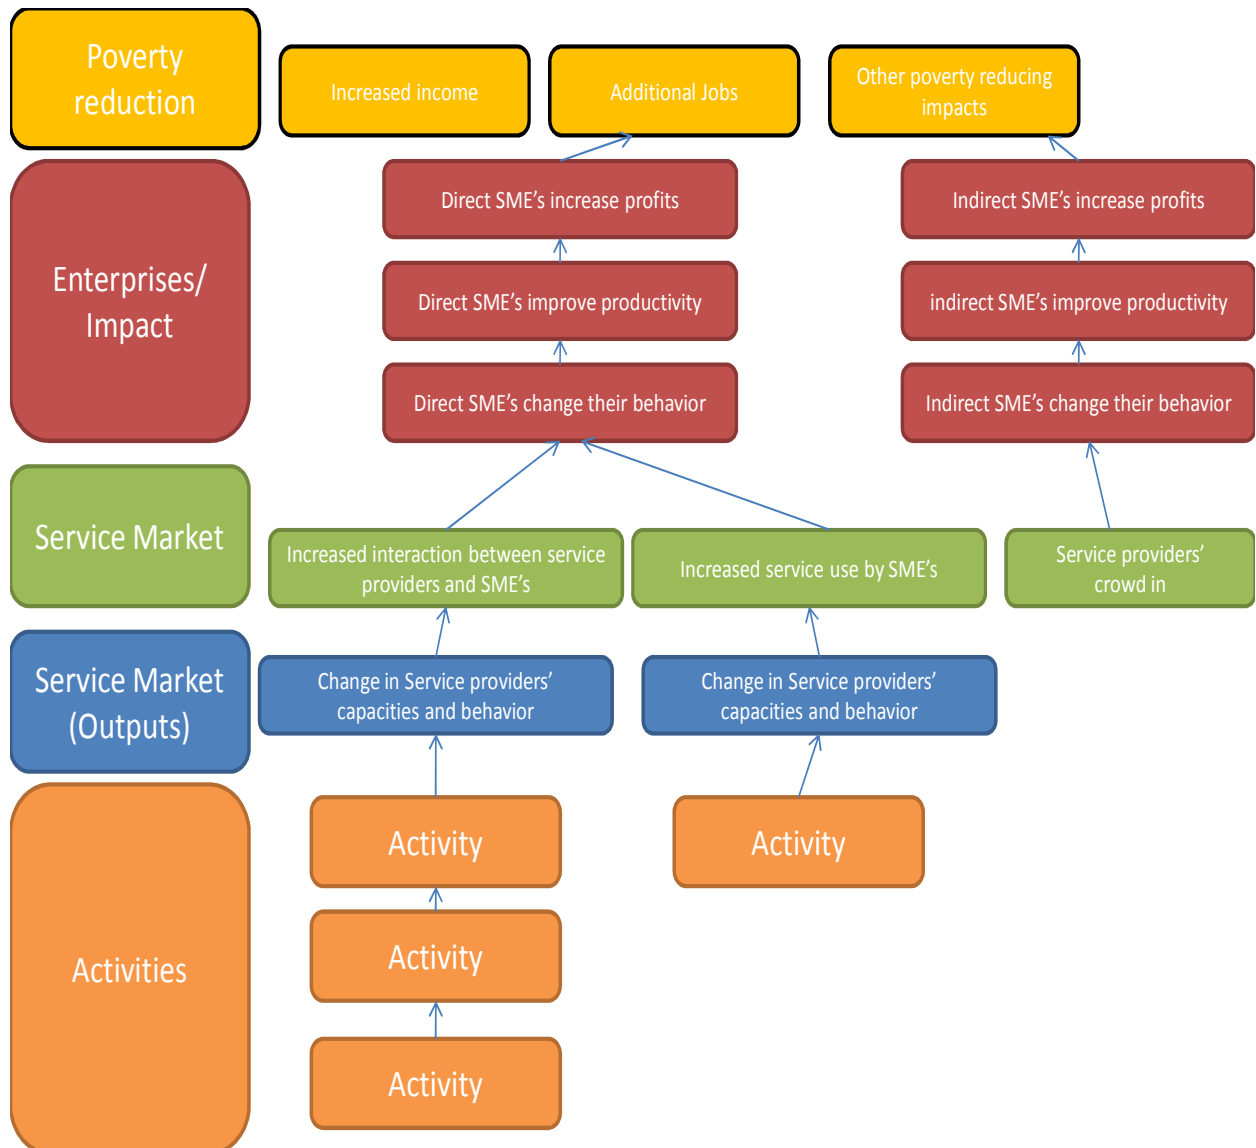 Poverty
reduction
Increased income
Additional Jobs
Other poverty reducing
impacts
Enterprises/
Impact
Direct SME's increase profits
Indirect SME's increase profits
Direct SME's improve productivity
indirect SME's improve productivity
Direct SME's change their behavior
Indirect SME's change their behavior
Service Market
Increased interaction between service
providers and SME's
Increased service use by SME's
Service providers'
crowd in
Service Market
(Outputs)
Change in Service providers'
capacities and behavior
Change in Service providers'
capacities and behavior
Activities
Activity
Activity
Activity
Activity